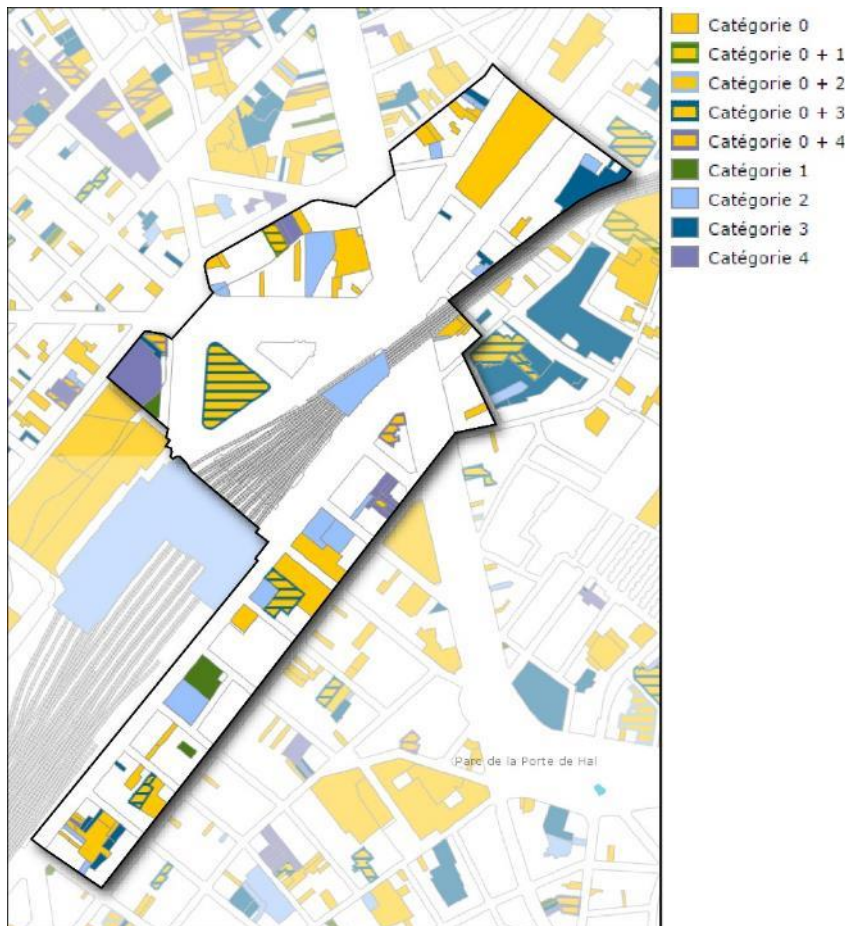 Catégorie 0
Catégorie 0 + 1
Catégorie 0 + 2
Catégorie 0 + 3
Catégorie 0 + 4
Catégorie 1
Catégorie 2
Catégorie 3
Catégorie 4
Parc de la Porte de Hal